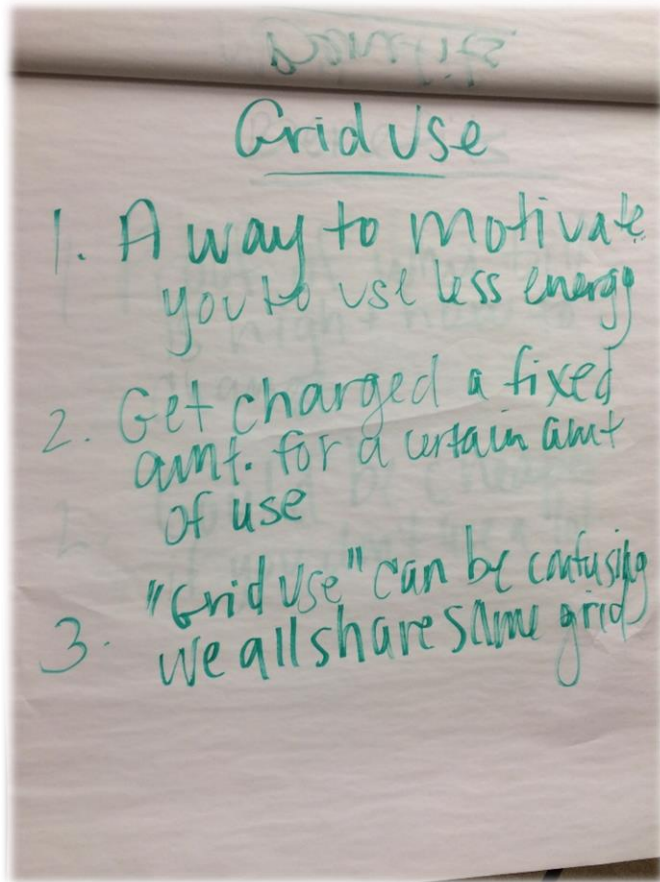 Grid Use
1. A way to motivate
you to use less energy
2. Get charged a fixed
amt. for a certain amt
of use
3. "Grid Use" can be confusing
we all share same grid